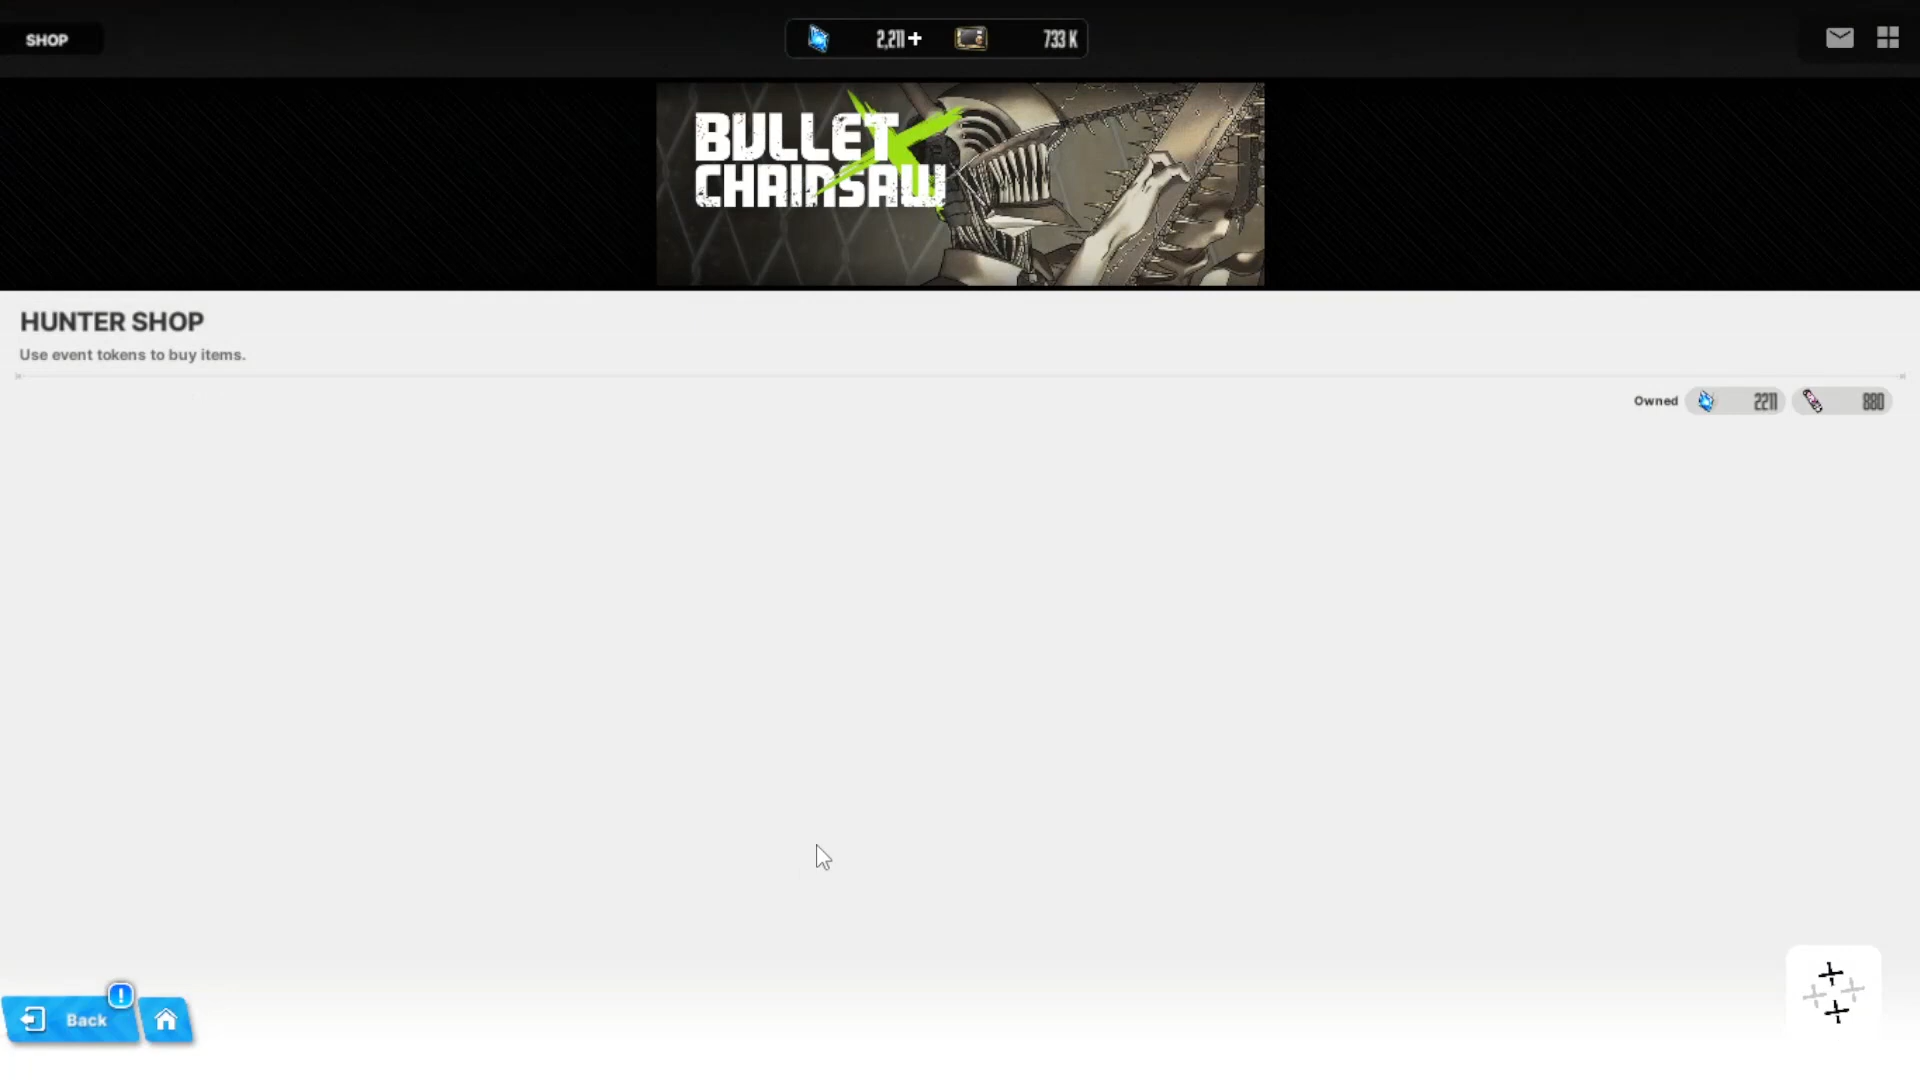 SHOP
2,211+
733 K
BULLET X
CHAINSAW
HUNTER SHOP
Use event tokens to buy items.
Owned 2211 880
!
Back